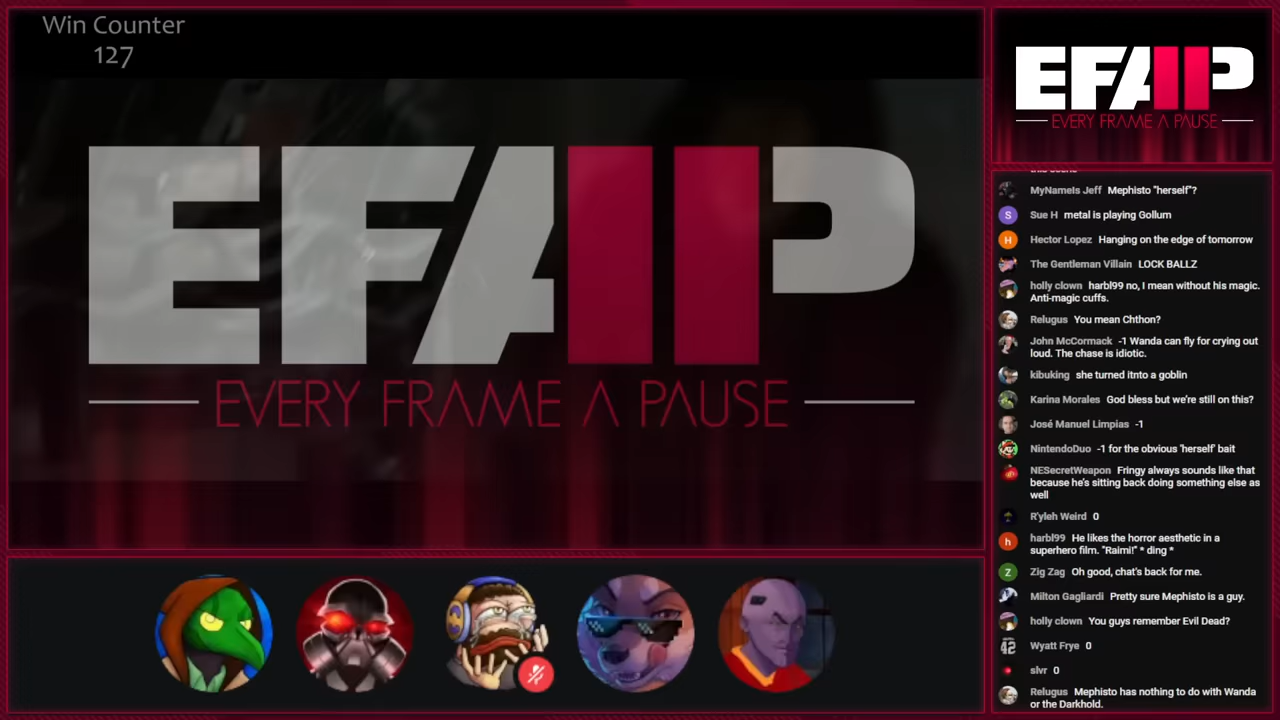 Win Counter
127
EFAP
EVERY FRAME A PAUSE
EFAP
EVERY FRAME A PAUSE
MyNameIs Jeff Mephisto "herself"?
S
Sue H metal is playing Gollum
H
Hector Lopez Hanging on the edge of tomorrow
The Gentleman Villain LOCK BALLZ
holly clown harbl99 no, I mean without his magic.
Anti-magic cuffs.
Relugus You mean Chthon?
John McCormack -1 Wanda can fly for crying out
loud. The chase is idiotic.
kibuking she turned itnto a goblin
Karina Morales God bless but we're still on this?
José Manuel Limpias -1
NintendoDuo -1 for the obvious 'herself' bait
NESecretWeapon Fringy always sounds like that
because he's sitting back doing something else as
well
R'yleh Weird 0
h
harbl99 He likes the horror aesthetic in a
superhero film. "Raimi!" * ding *
Z
Zig Zag Oh good, chat's back for me.
Milton Gagliardi Pretty sure Mephisto is a guy.
holly clown You guys remember Evil Dead?
42
Wyatt Frye 0
slvr 0
Relugus Mephisto has nothing to do with Wanda
or the Darkhold.